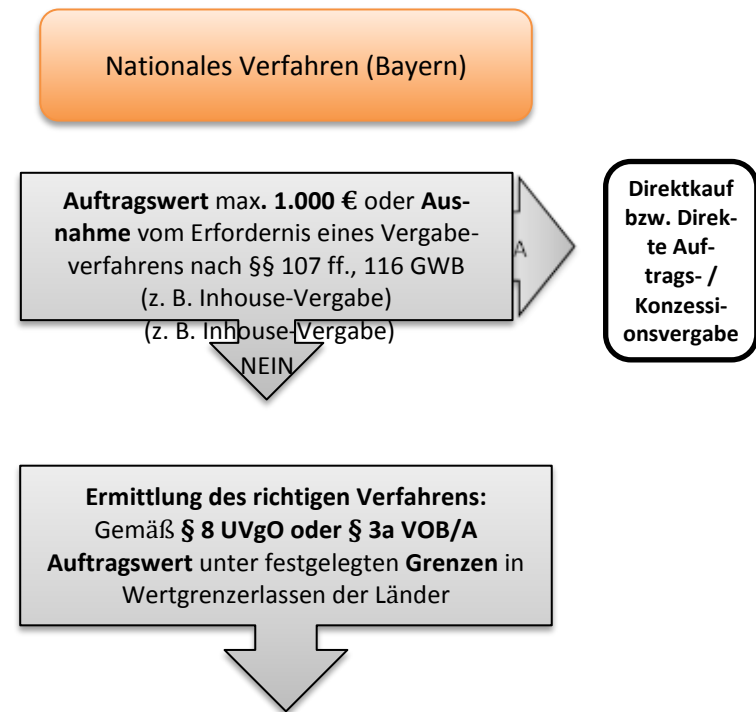 Nationales Verfahren (Bayern)
Auftragswert max. 1.000 € oder Aus-
nahme vom Erfordernis eines Vergabe-
verfahrens nach §§ 107 ff., 116 GWB
(z. B. Inhouse-Vergabe)
(z. B. Inhouse-Vergabe)
NEIN
A
Direktkauf
bzw. Direk-
te Auf-
trags- /
Konzessi-
onsvergabe
Ermittlung des richtigen Verfahrens:
Gemäß § 8 UVgO oder § 3a VOB/A
Auftragswert unter festgelegten Grenzen in
Wertgrenzerlassen der Länder